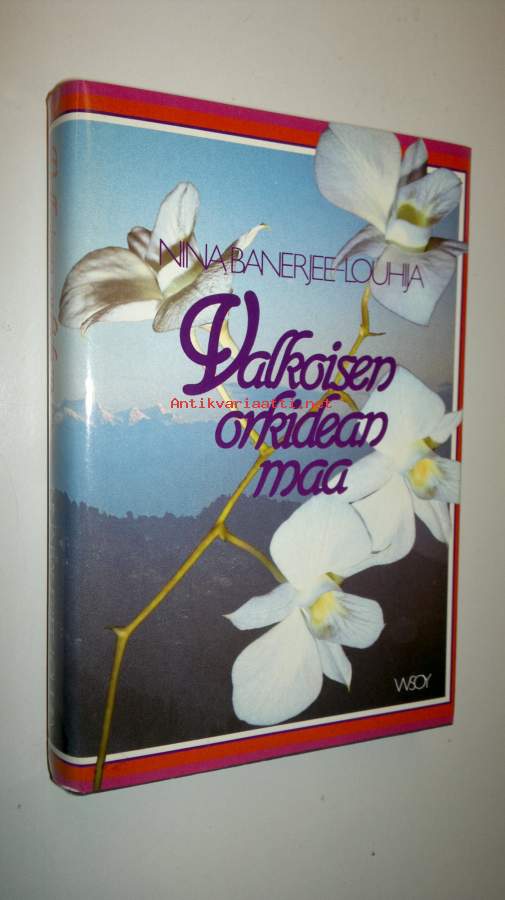 NINA BANERJEE-LOUHIJA
Valkoisen
Antikvariaatti.net
orkidean
maa
WSOY